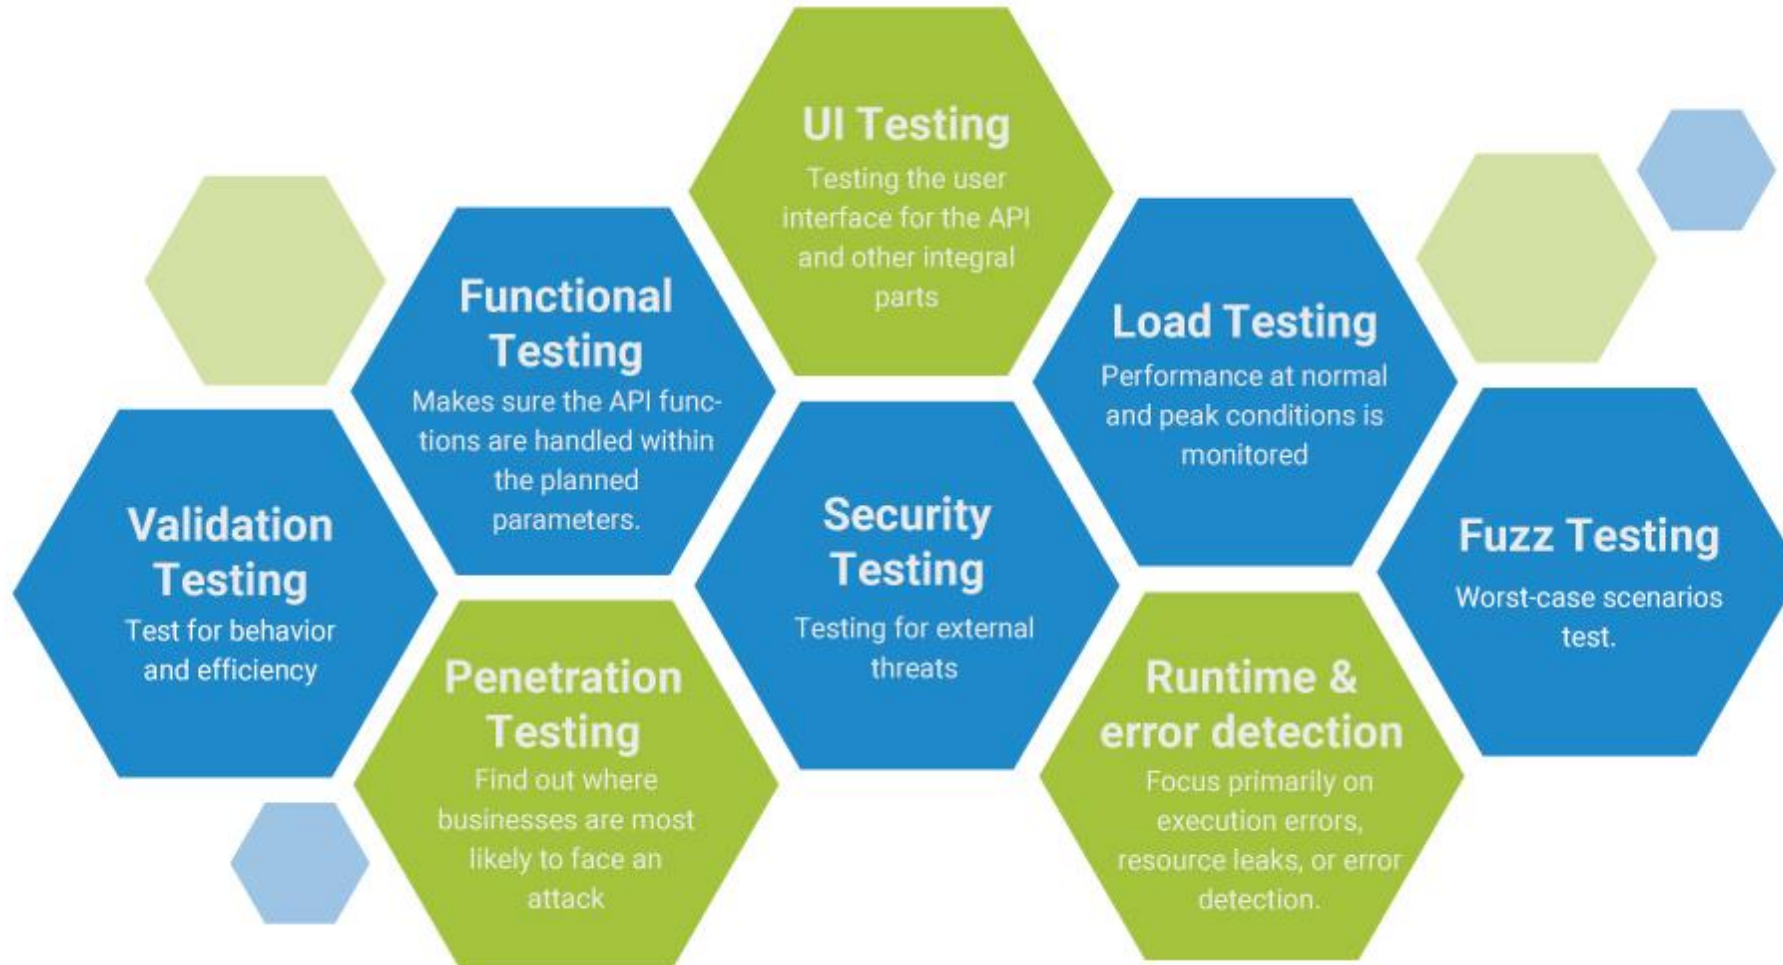 UI Testing
Testing the user
interface for the API
and other integral
parts
Functional
Testing
Makes sure the API func-
tions are handled within
the planned
parameters.
Load Testing
Performance at normal
and peak conditions is
monitored
Validation
Testing
Test for behavior
and efficiency
Security
Testing
Testing for external
threats
Fuzz Testing
Worst-case scenarios
test.
Penetration
Testing
Find out where
businesses are most
likely to face an
attack
Runtime &
error detection
Focus primarily on
execution errors,
resource leaks, or error
detection.